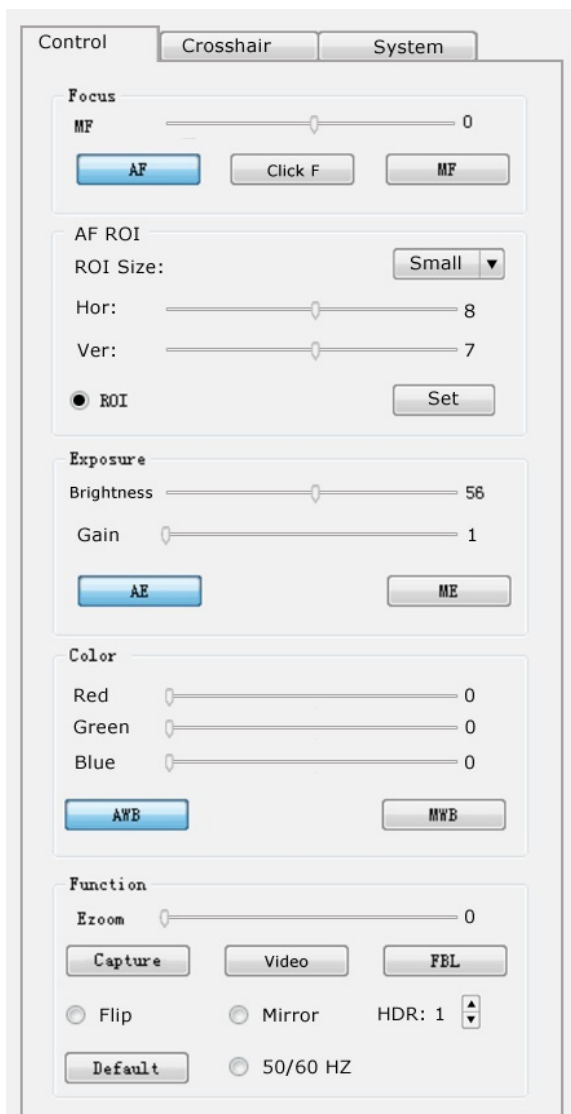 Control Crosshair System
Focus
MF 0
AF Click F MF
AF ROI
ROI Size: Small
Hor: 8
Ver: 7
ROI Set
Exposure
Brightness 56
Gain 1
AE ME
Color
Red 0
Green 0
Blue 0
AWB MWB
Function
Ezoom 0
Capture Video FBL
Flip Mirror HDR: 1
Default 50/60 HZ